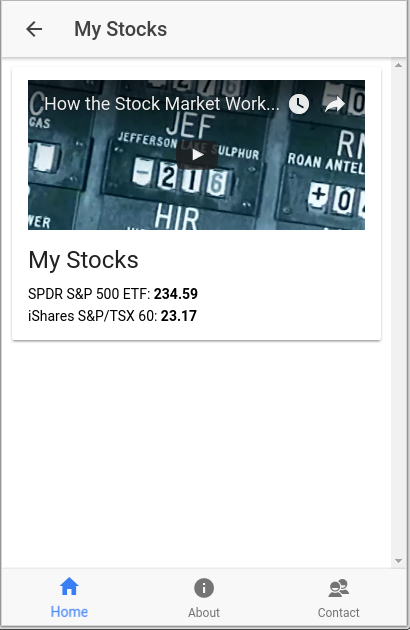 My Stocks
How the Stock Market Work...
GAS
JEF
JEFFERSON LAKE SULPHUR
-216
ROAN ANTEL
+0
HIR
My Stocks
SPDR S&P 500 ETF: 234.59
iShares S&P/TSX 60: 23.17
Home
About
Contact